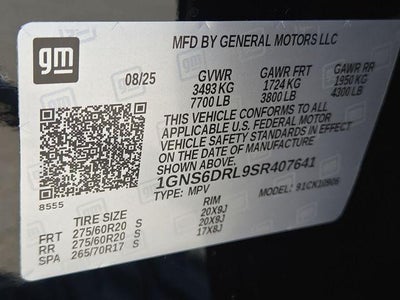 gm
MFD BY GENERAL MOTORS LLC
08/25 GVWR GAWR FRT GAWR RR
3493 KG 1724 KG 1950 KG
7700 LB 3800 LB 4300 LB
THIS VEHICLE CONFORMS TO ALL
APPLICABLE U.S. FEDERAL MOTOR
VEHICLE SAFETY STANDARDS IN EFFECT
ON THE DATE OF MANUFACTURE
SHOWN ABOVE.
1GNS6DRL9SR407641
8555 TYPE: MPV MODEL:
TIRE SIZE RIM
FRT 275/60R20 S 20X9J
RR 275/60R20 S 20X9J
SPA 265/70R17 S 17X8J